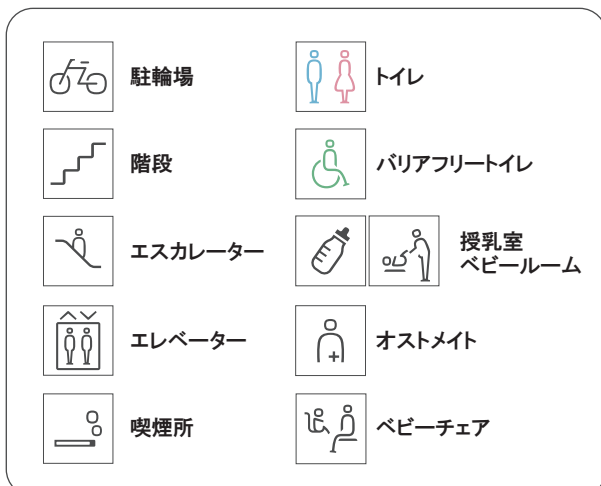 駐輪場
トイレ
階段
バリアフリートイレ
エスカレーター
授乳室
ベビールーム
エレベーター
オストメイト
喫煙所
ベビーチェア